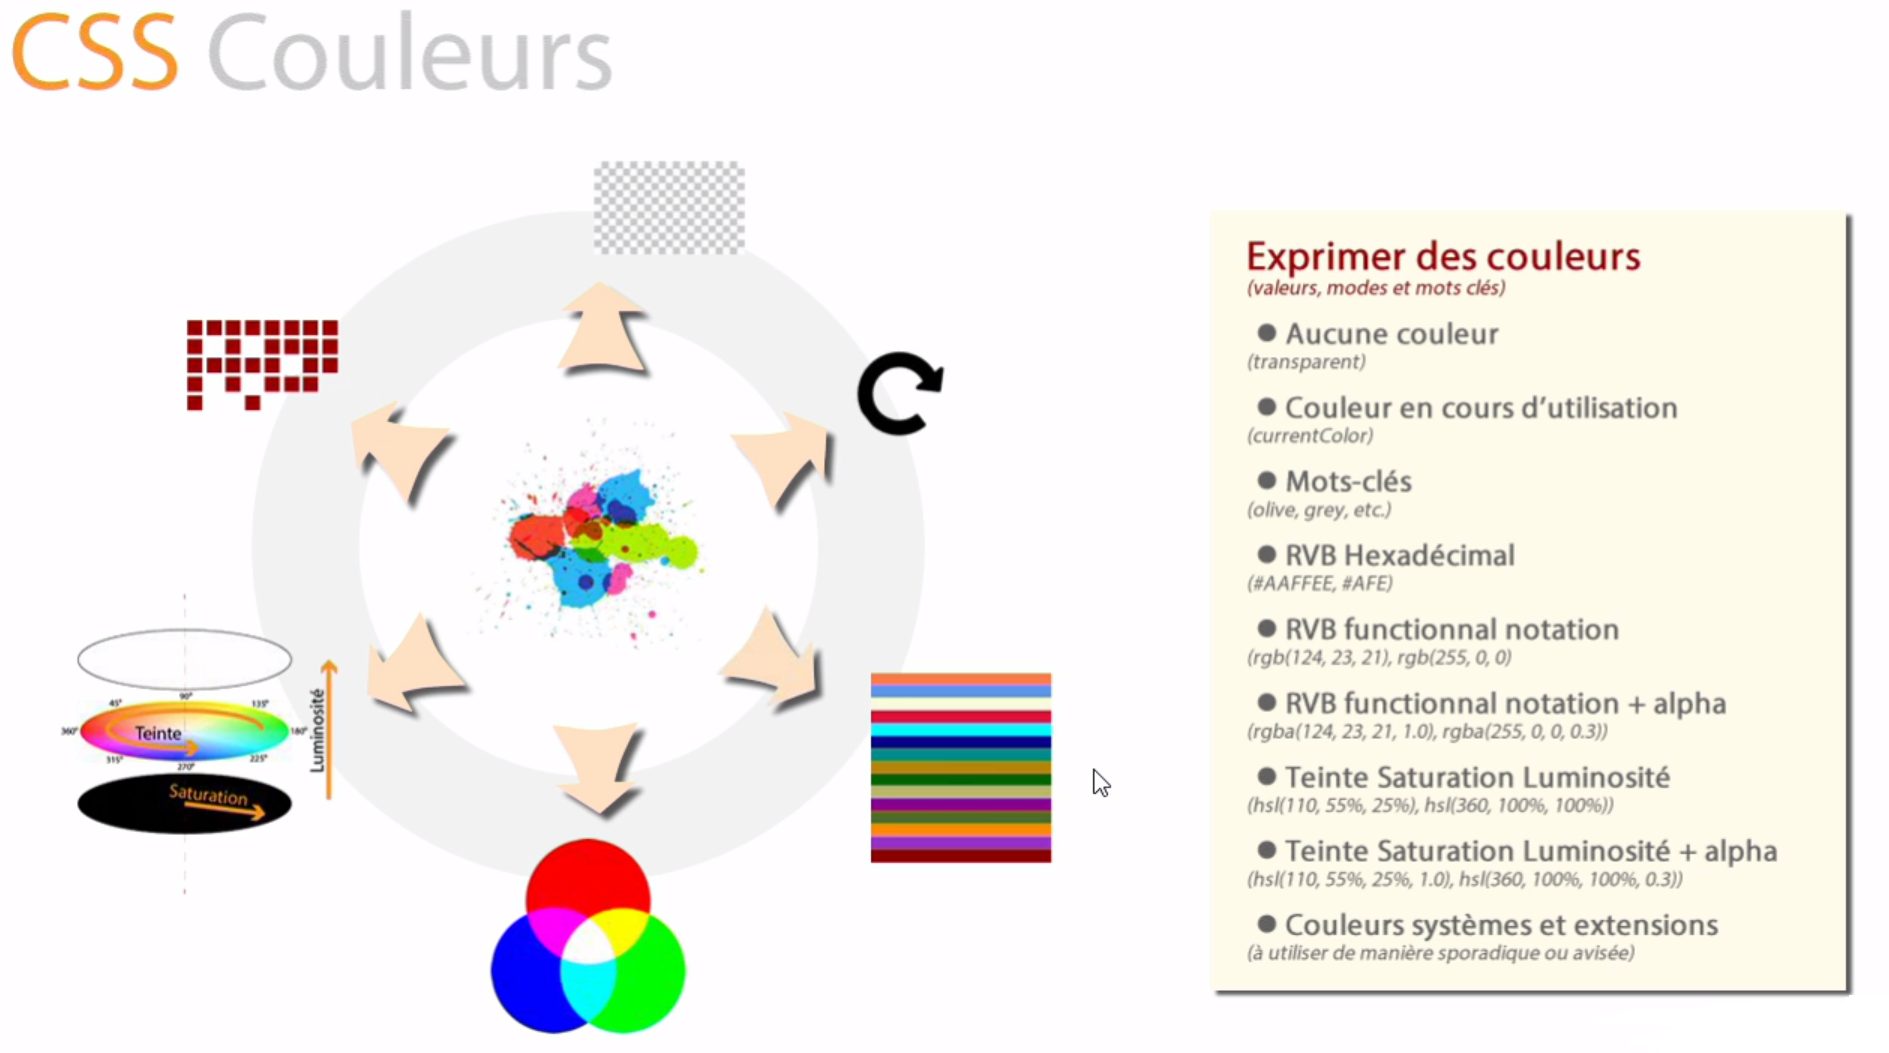 CSS Couleurs
90°
45°
135°
360°
Teinte
180°
315°
225°
270°
Saturation
Luminosité
Exprimer des couleurs
(valeurs, modes et mots clés)
Aucune couleur
(transparent)
Couleur en cours d’utilisation
(currentColor)
Mots-clés
(olive, grey, etc.)
RVB Hexadécimal
(#AAFFEE, #AFE)
RVB functionnal notation
(rgb(124, 23, 21), rgb(255, 0, 0)
RVB functionnal notation + alpha
(rgba(124, 23, 21, 1.0), rgba(255, 0, 0, 0.3))
Teinte Saturation Luminosité
(hsl(110, 55%, 25%), hsl(360, 100%, 100%))
Teinte Saturation Luminosité + alpha
(hsl(110, 55%, 25%, 1.0), hsl(360, 100%, 100%, 0.3))
Couleurs systèmes et extensions
(à utiliser de manière sporadique ou avisée)